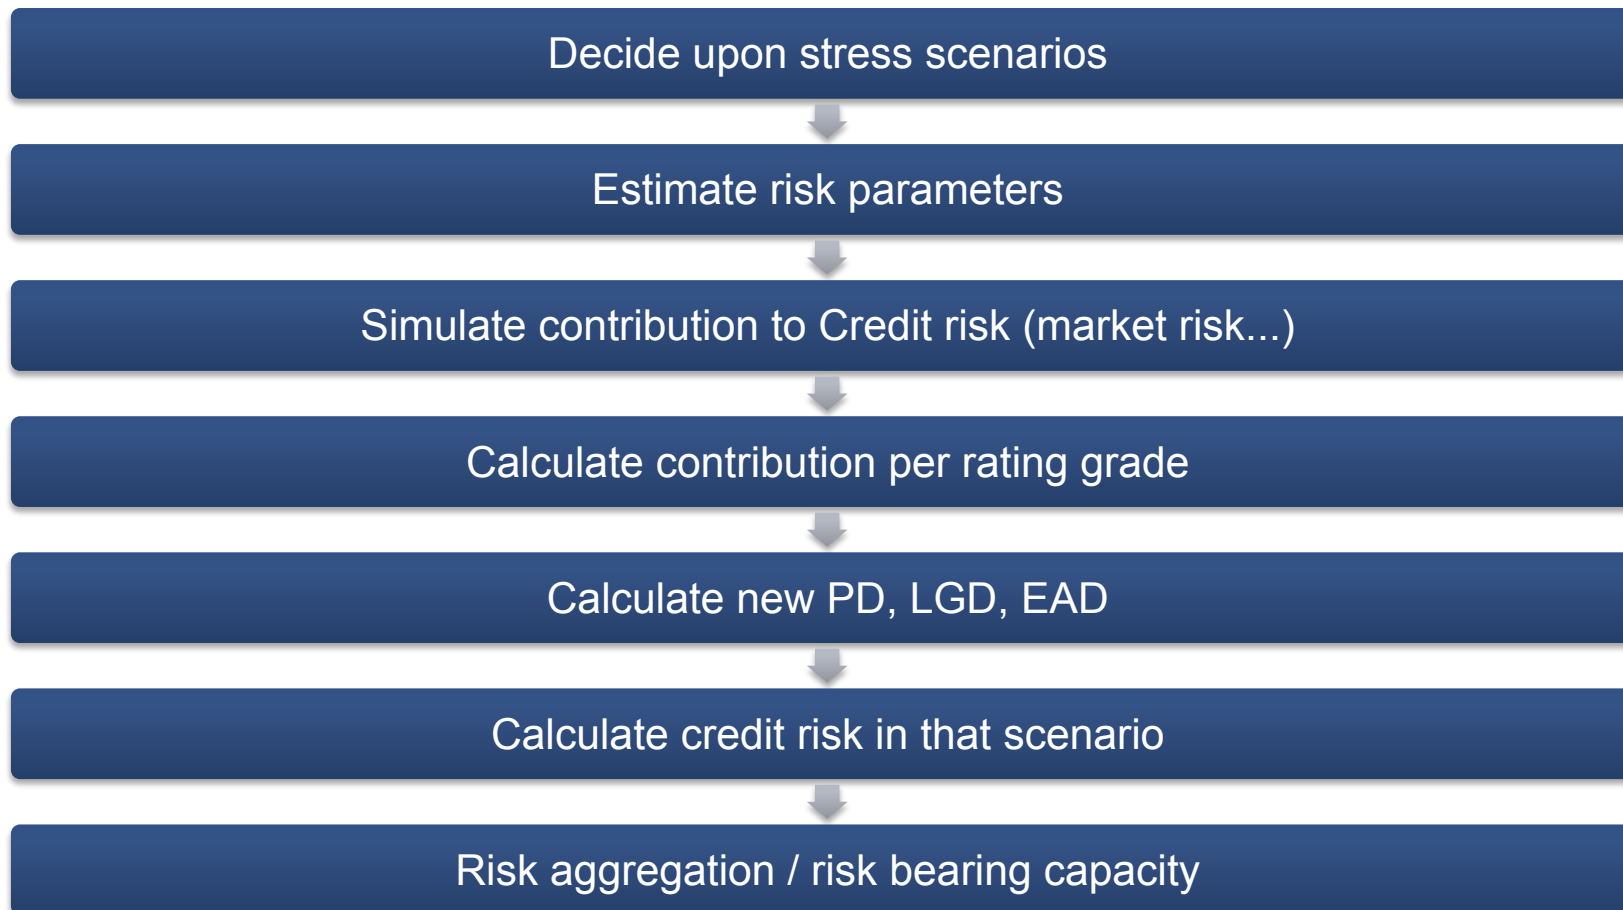 Decide upon stress scenarios
Estimate risk parameters
Simulate contribution to Credit risk (market risk...)
Calculate contribution per rating grade
Calculate new PD, LGD, EAD
Calculate credit risk in that scenario
Risk aggregation / risk bearing capacity